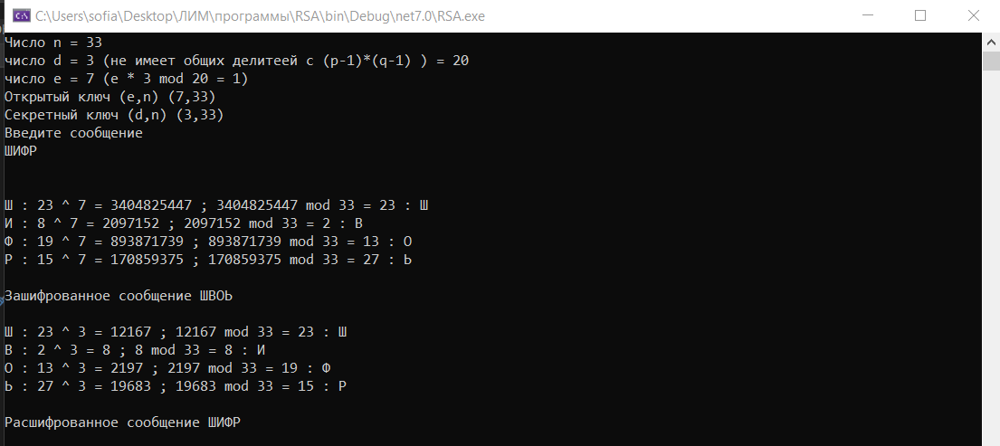 C:\Users\sofia\Desktop\ЛИМ\программы\RSA\bin\Debug\net7.0\RSA.exe
Число n = 33
число d = 3 (не имеет общих делитеей с (p-1)*(q-1) ) = 20
число e = 7 (e * 3 mod 20 = 1)
Открытый ключ (e,n) (7,33)
Секретный ключ (d,n) (3,33)
Введите сообщение
ШИФР
Ш : 23 ^ 7 = 3404825447 ; 3404825447 mod 33 = 23 : Ш
И : 8 ^ 7 = 2097152 ; 2097152 mod 33 = 2 : В
Ф : 19 ^ 7 = 893871739 ; 893871739 mod 33 = 13 : О
Р : 15 ^ 7 = 170859375 ; 170859375 mod 33 = 27 : Ь
Зашифрованное сообщение ШВОЬ
Ш : 23 ^ 3 = 12167 ; 12167 mod 33 = 23 : Ш
В : 2 ^ 3 = 8 ; 8 mod 33 = 8 : И
О : 13 ^ 3 = 2197 ; 2197 mod 33 = 19 : Ф
Ь : 27 ^ 3 = 19683 ; 19683 mod 33 = 15 : Р
Расшифрованное сообщение ШИФР